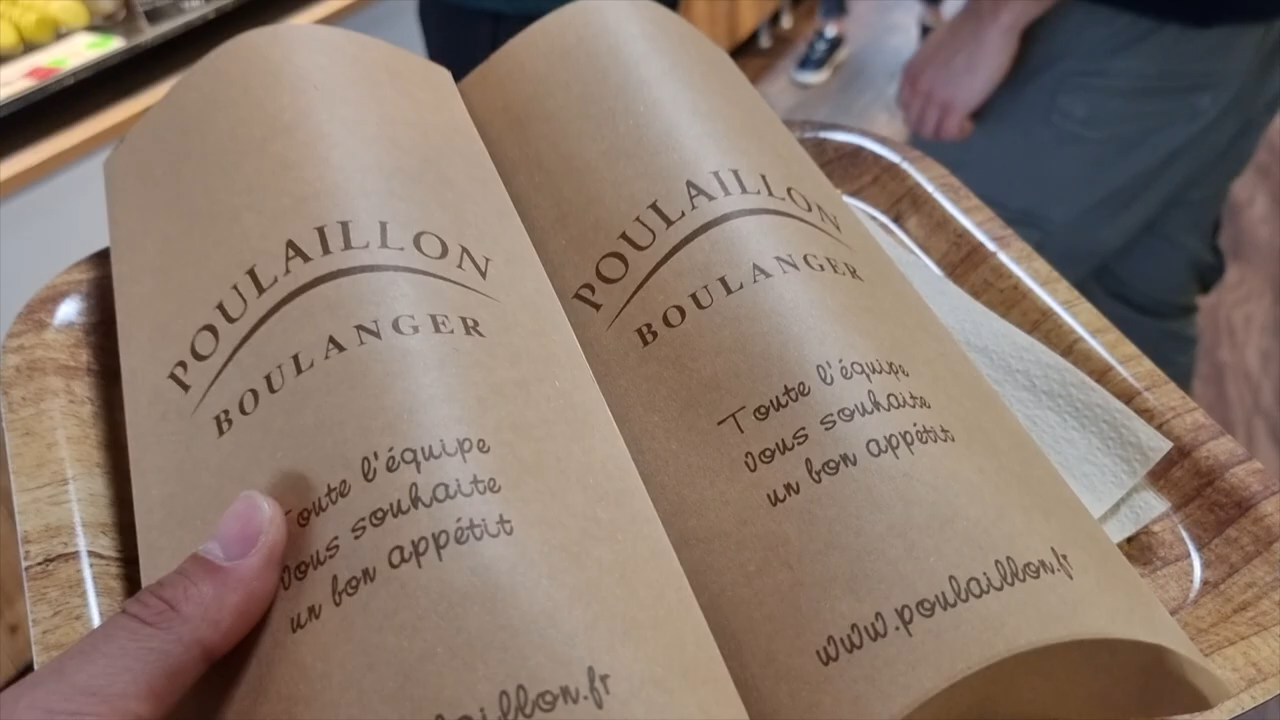 POULAILLON
BOULANGER
Toute l'équipe
vous souhaite
un bon appétit
POULAILLON
BOULANGER
Toute l'équipe
vous souhaite
un bon appétit
www.poulaillon.fr